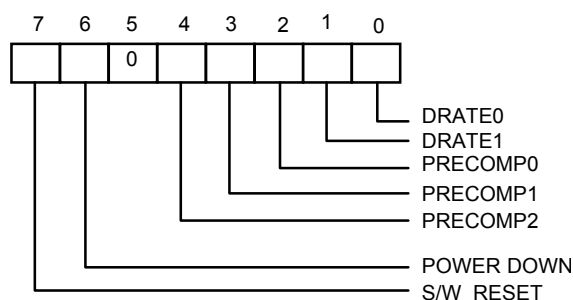 7 6 5 4 3 2 1 0
0
DRATE0
DRATE1
PRECOMP0
PRECOMP1
PRECOMP2
POWER DOWN
S/W RESET